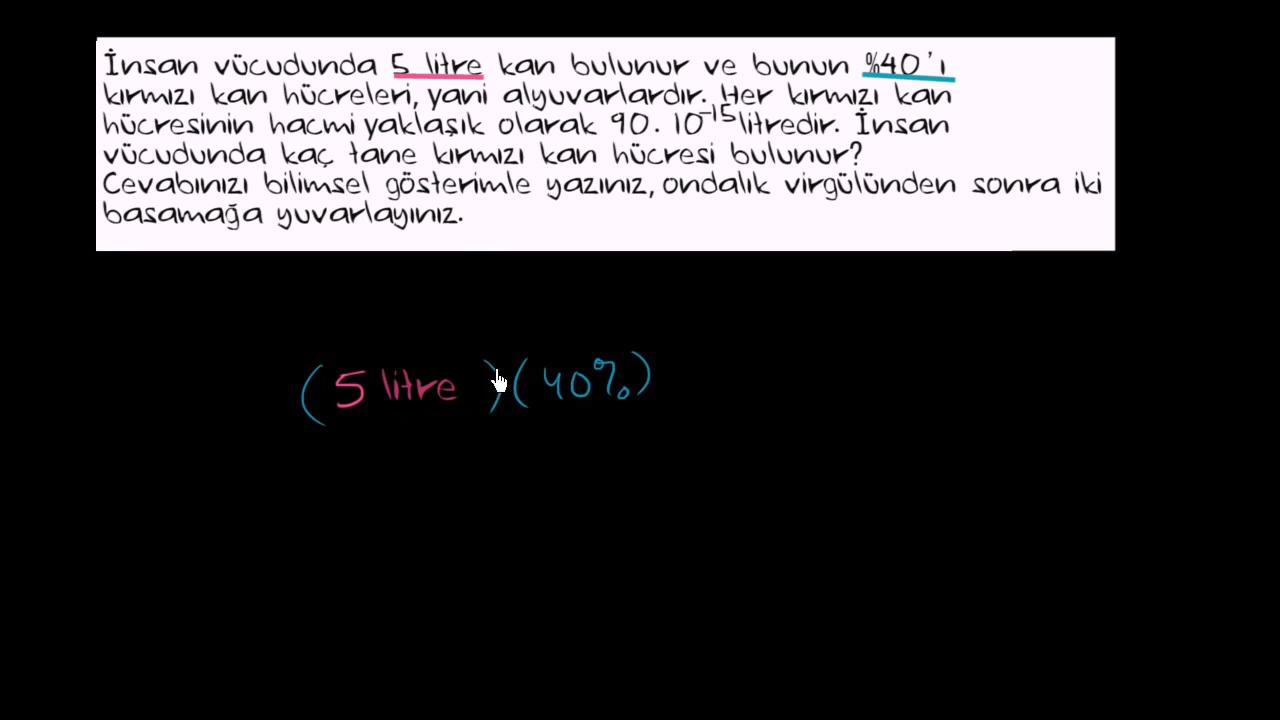 İnsan vücudunda 5 litre kan bulunur ve bunun %40'ı
kırmızı kan hücreleri, yani alyuvarlardır. Her kırmızı kan
hücresinin hacmi yaklaşık olarak 90.10⁻¹⁵ litredir. İnsan
vücudunda kaç tane kırmızı kan hücresi bulunur?
Cevabınızı bilimsel gösterimle yazınız, ondalık virgülünden sonra iki
basamağa yuvarlayınız.
(5 litre)(40%)